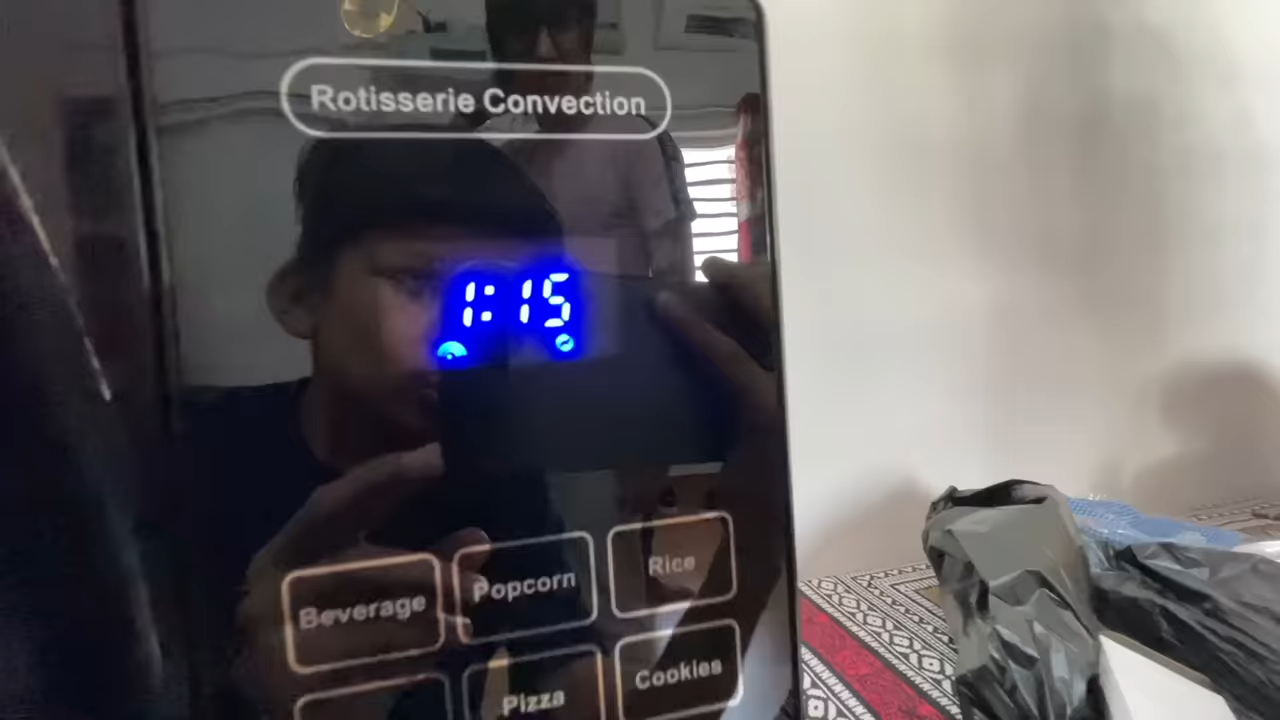 Rotisserie Convection
1:15
Beverage
Popcorn
Rice
Pizza
Cookies